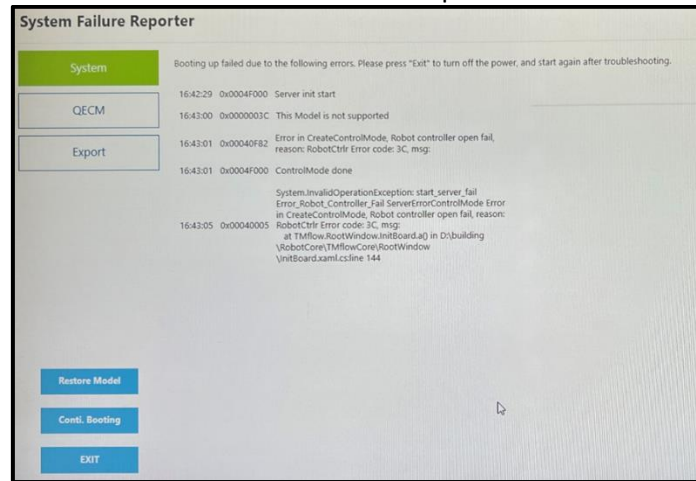 System Failure Reporter
System
QECM
Export
Booting up failed due to the following errors. Please press "Exit" to turn off the power, and start again after troubleshooting.
16:42:29 0x0004F000 Server init start
16:43:00 0x0000003C This Model is not supported
16:43:01 0x00040F82 Error in CreateControlMode, Robot controller open fail,
reason: RobotCtrlr Error code: 3C, msg:
16:43:01 0x0004F000 ControlMode done
System.InvalidOperationException: start_server_fail
Error_Robot_Controller_Fail ServerErrorControlMode Error
in CreateControlMode, Robot controller open fail, reason:
16:43:05 0x00040005 RobotCtrlr Error code: 3C, msg:
at TMflow.RootWindow.InitBoard.a() in D:\building
\RobotCore\TMflowCore\RootWindow
\InitBoard.xaml.cs:line 144
Restore Model
Conti. Booting
EXIT